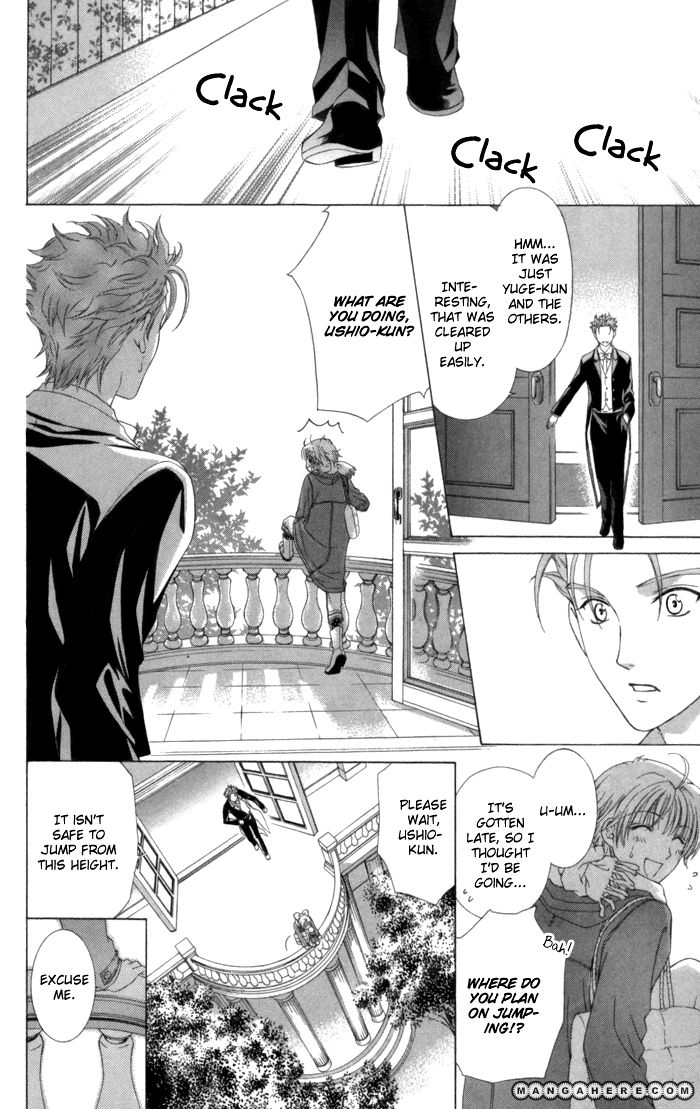 Clack
Clack
Clack
HMM...
IT WAS
JUST
YUGE-KUN
AND THE
OTHERS.
INTE-
RESTING,
THAT WAS
CLEARED
UP
EASILY.
WHAT ARE
YOU DOING,
USHIO-KUN?
U-UM...
IT'S
GOTTEN
LATE, SO I
THOUGHT
I'D BE
GOING...
Bah!
WHERE DO
YOU PLAN
ON JUMP-
ING!?
PLEASE
WAIT,
USHIO-
KUN.
IT ISN'T
SAFE TO
JUMP FROM
THIS HEIGHT.
EXCUSE
ME.
MANGAHERE.COM